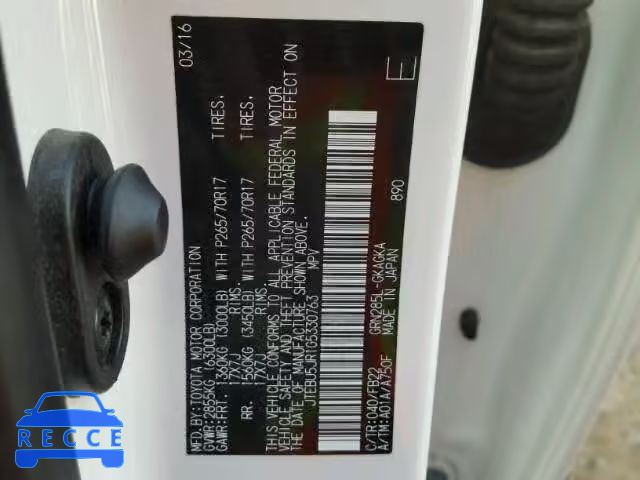 MFD. BY: TOYOTA MOTOR CORPORATION 03/16
GVWR: 2855KG (6300LB)
GAWR: FRT. 1360KG (3000LB) WITH P265/70R17 TIRES,
17X7J RIMS.
RR. 1560KG (3450LB) WITH P265/70R17 TIRES,
17X7J RIMS.
THIS VEHICLE CONFORMS TO ALL APPLICABLE FEDERAL MOTOR
VEHICLE SAFETY AND THEFT PREVENTION STANDARDS IN EFFECT ON
THE DATE OF MANUFACTURE SHOWN ABOVE.
JTEBU5JR1G5330763 MPV
C/TR: 040/FB22 GRN285L-GKAGKA
A/TM: A01A/A750F MADE IN JAPAN 890
RECCE